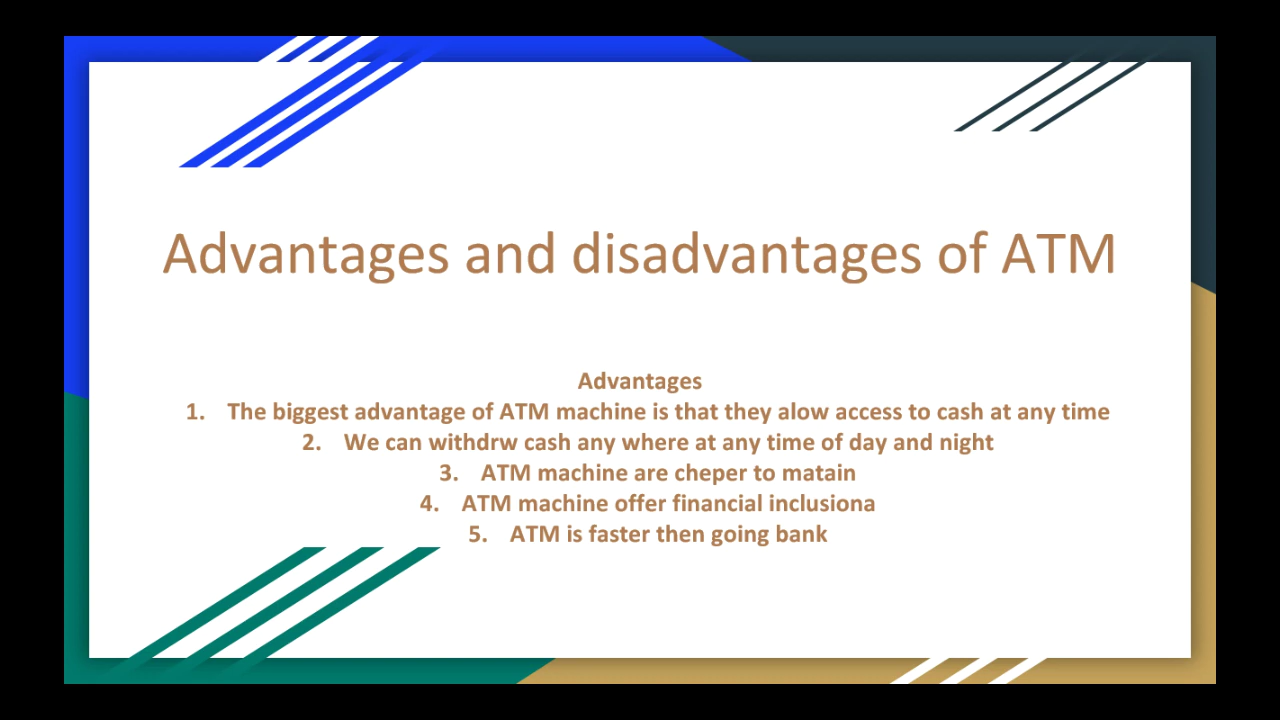 Advantages and disadvantages of ATM
Advantages
1. The biggest advantage of ATM machine is that they alow access to cash at any time
2. We can withdrw cash any where at any time of day and night
3. ATM machine are cheper to matain
4. ATM machine offer financial inclusiona
5. ATM is faster then going bank